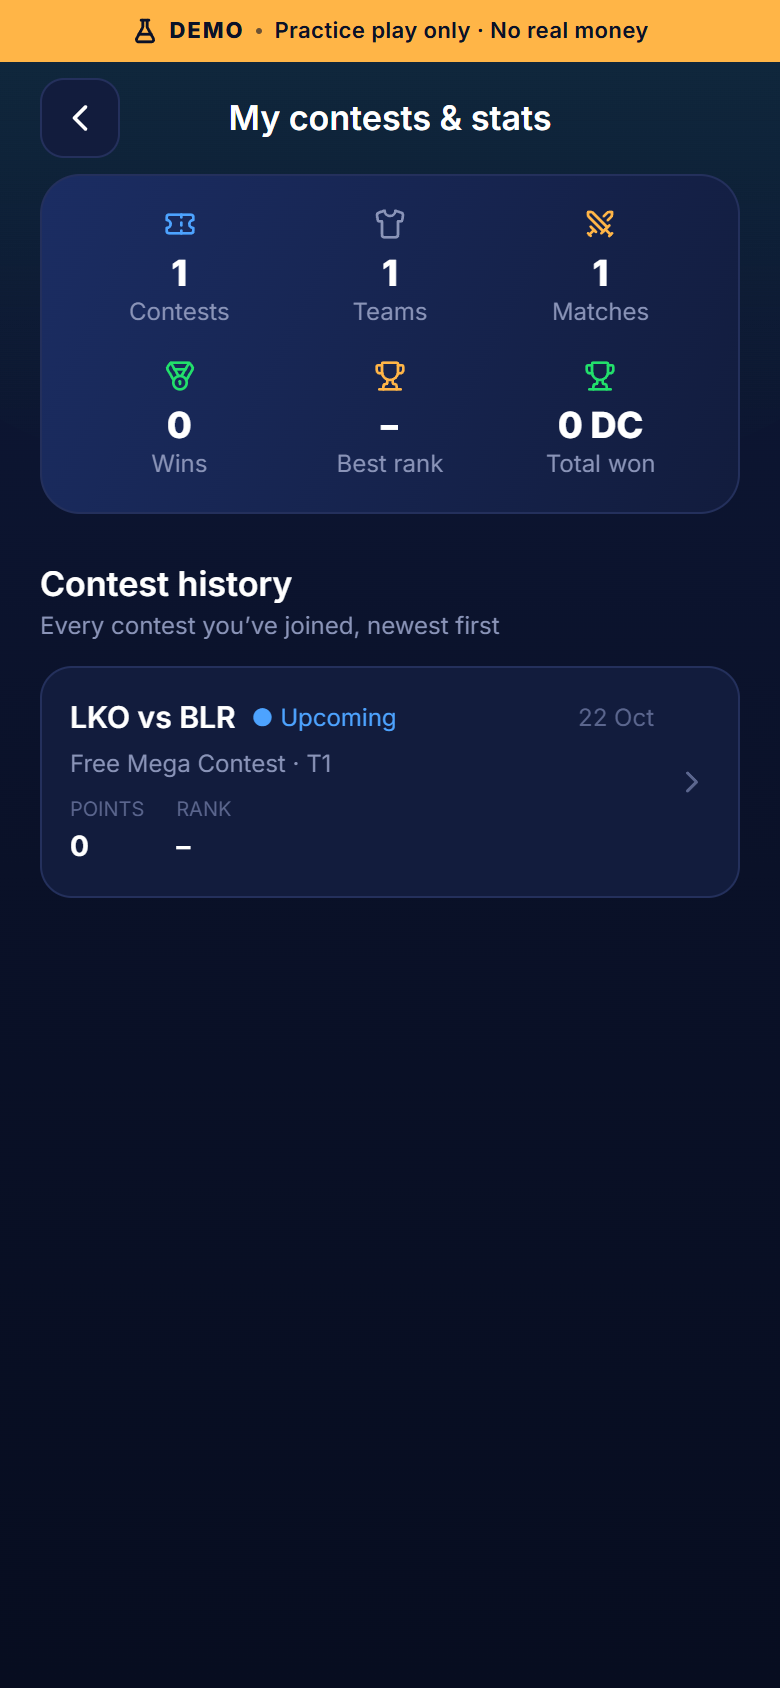 DEMO • Practice play only · No real money
My contests & stats
1 1 1
Contests Teams Matches
0 – 0 DC
Wins Best rank Total won
Contest history
Every contest you’ve joined, newest first
LKO vs BLR Upcoming 22 Oct
Free Mega Contest · T1
POINTS RANK
0 –